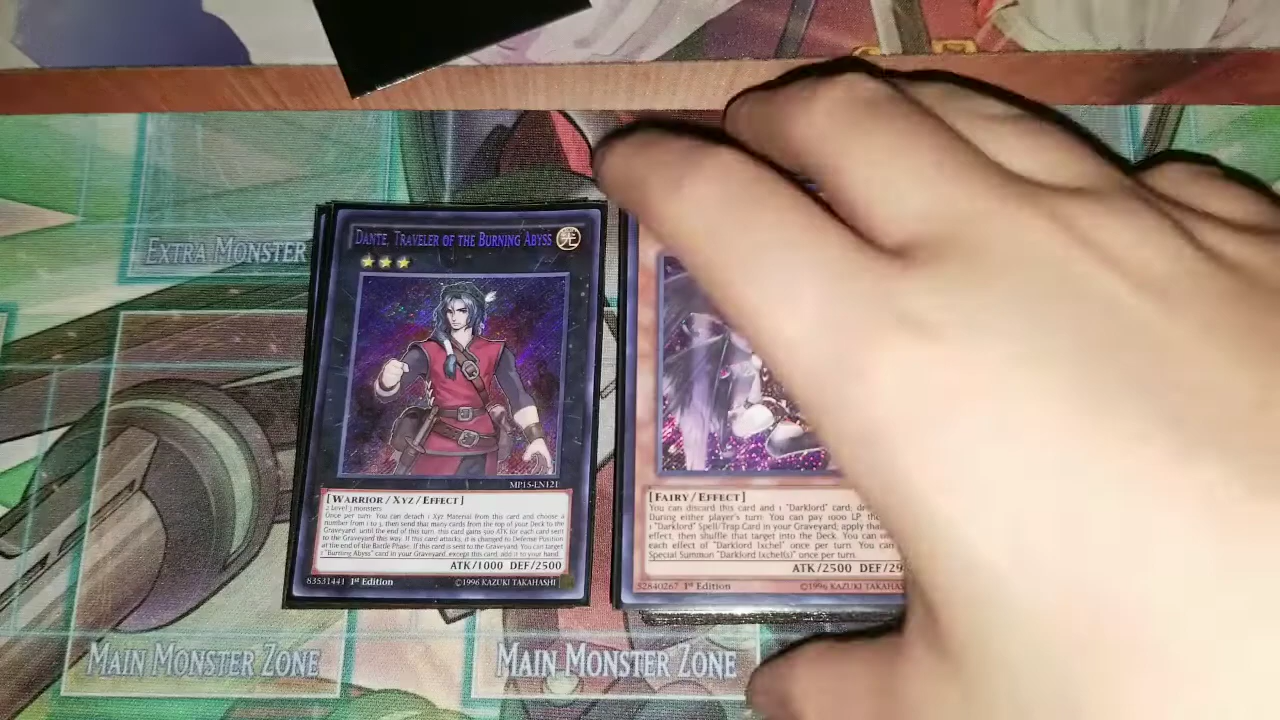 EXTRA MONSTER
DANTE, TRAVELER OF THE BURNING ABYSS
MP15-EN121
[WARRIOR / XYZ / EFFECT]
2 Level 3 monsters
Once per turn: You can detach 1 Xyz Material from this card and choose a
number from 1 to 3, then send that many cards from the top of your Deck to the
Graveyard; until the end of this turn, this card gains 500 ATK for each card sent
to the Graveyard this way. If this card attacks, it is changed to Defense Position
at the end of the Battle Phase. If this card is sent to the Graveyard: You can target
1 "Burning Abyss" card in your Graveyard, except this card; add it to your hand.
ATK/1000 DEF/2500
83531441 1st Edition ©1996 KAZUKI TAKAHASHI
[FAIRY / EFFECT]
You can discard this card and 1 "Darklord" card;
During either player's turn: You can pay 1000 LP,
1 "Darklord" Spell/Trap Card in your Graveyard; apply
effect, then shuffle that target into the Deck. You can
each effect of "Darklord Ixchel" once per turn. You can
Special Summon "Darklord Ixchel(s)" once per turn.
ATK/2500 DEF/29
52840267 1st Edition ©1996 KAZUKI
MAIN MONSTER ZONE
MAIN MONSTER ZONE